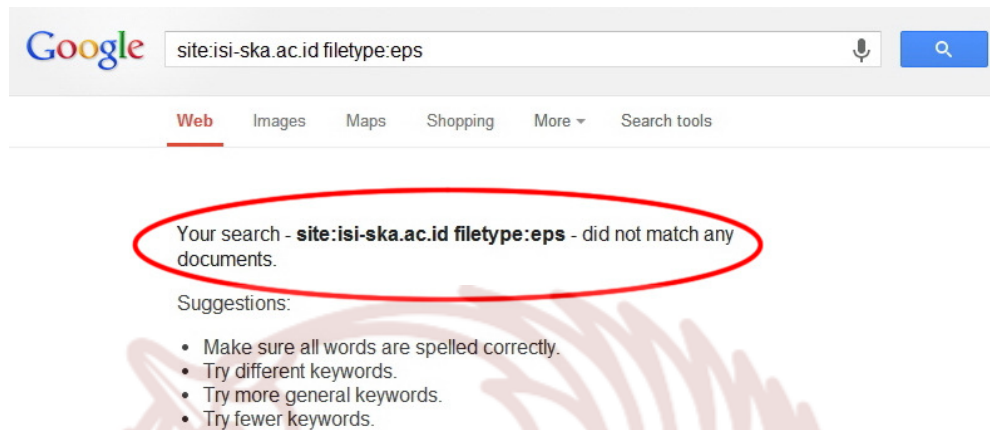 Google site:isi-ska.ac.id filetype:eps
Web Images Maps Shopping More Search tools
Your search - site:isi-ska.ac.id filetype:eps - did not match any
documents.
Suggestions:
• Make sure all words are spelled correctly.
• Try different keywords.
• Try more general keywords.
• Try fewer keywords.